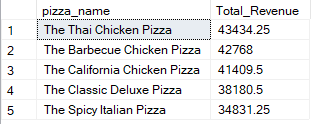 pizza_name Total_Revenue
1 The Thai Chicken Pizza 43434.25
2 The Barbecue Chicken Pizza 42768
3 The California Chicken Pizza 41409.5
4 The Classic Deluxe Pizza 38180.5
5 The Spicy Italian Pizza 34831.25